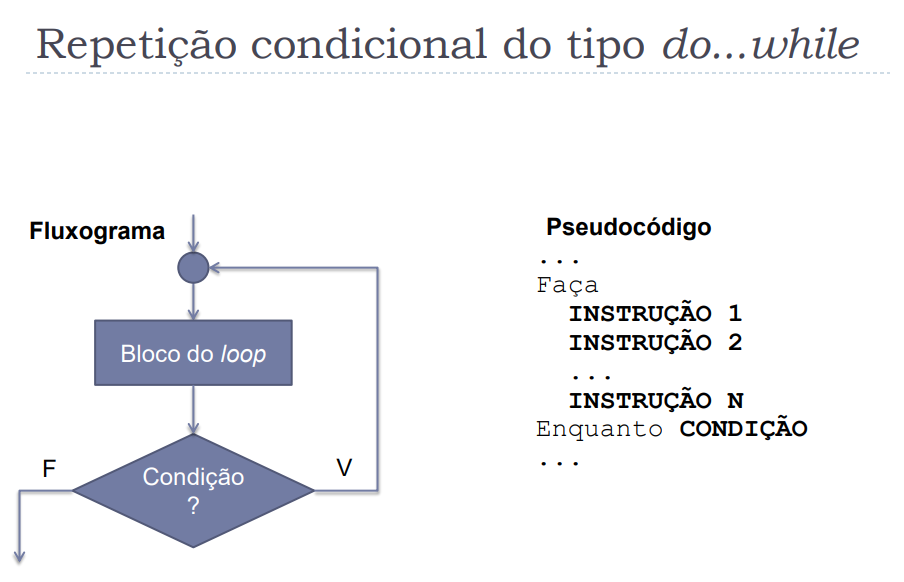 Repetição condicional do tipo do...while
Fluxograma
Bloco do loop
Condição
?
F
V
Pseudocódigo
...
Faça
INSTRUÇÃO 1
INSTRUÇÃO 2
...
INSTRUÇÃO N
Enquanto CONDIÇÃO
...